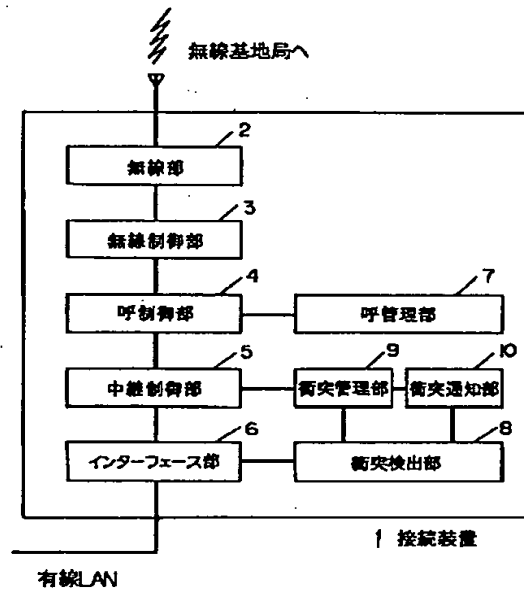 無線基地局へ
2
無線部
3
無線制御部
4
呼制御部
7
呼管理部
5
中継制御部
9
衝突管理部
10
衝突通知部
6
インターフェース部
8
衝突検出部
1 接続装置
有線LAN